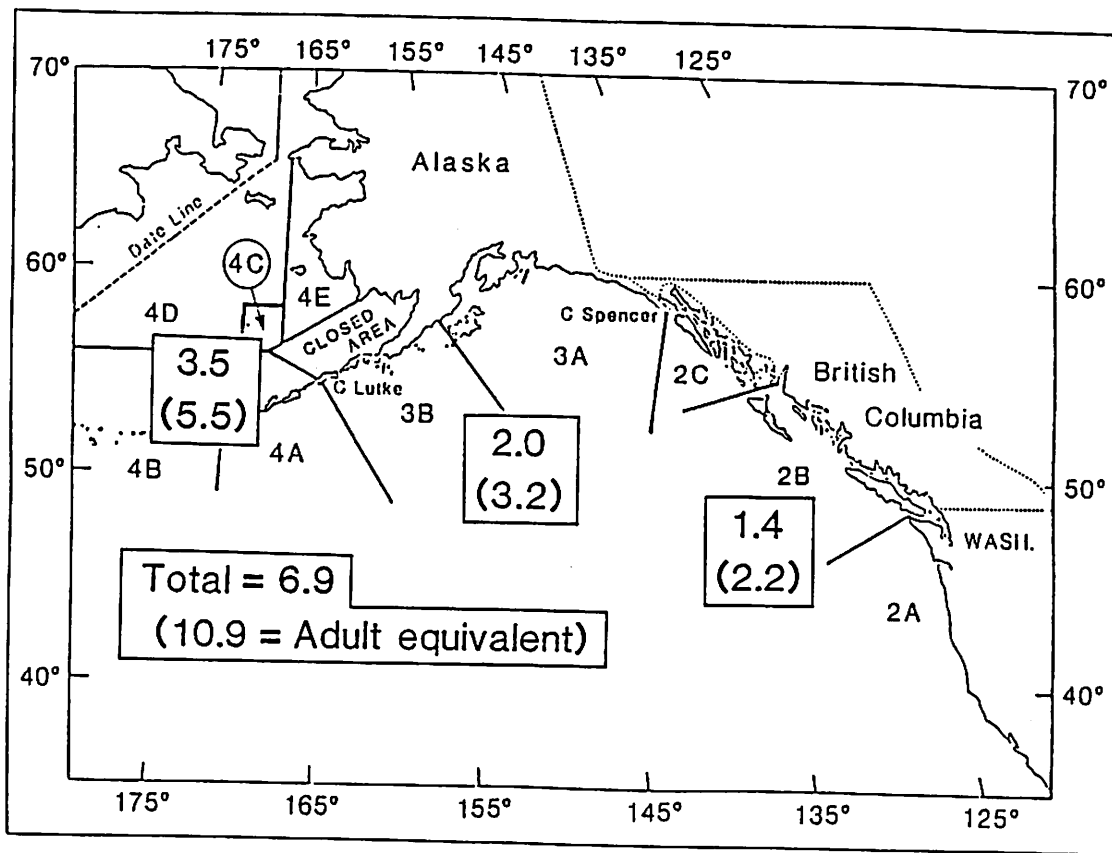 175° 165° 155° 145° 135° 125°
70° 70°
Alaska
Date Line
60° 4C 60°
4D 4E
CLOSED
AREA
C Spencer
3A
2C
British
Columbia
3.5
(5.5)
C Lutke
3B
4A
4B
50° 50°
2.0
(3.2)
2B
1.4
(2.2)
WASH.
2A
Total = 6.9
(10.9 = Adult equivalent)
40° 40°
175° 165° 155° 145° 135° 125°